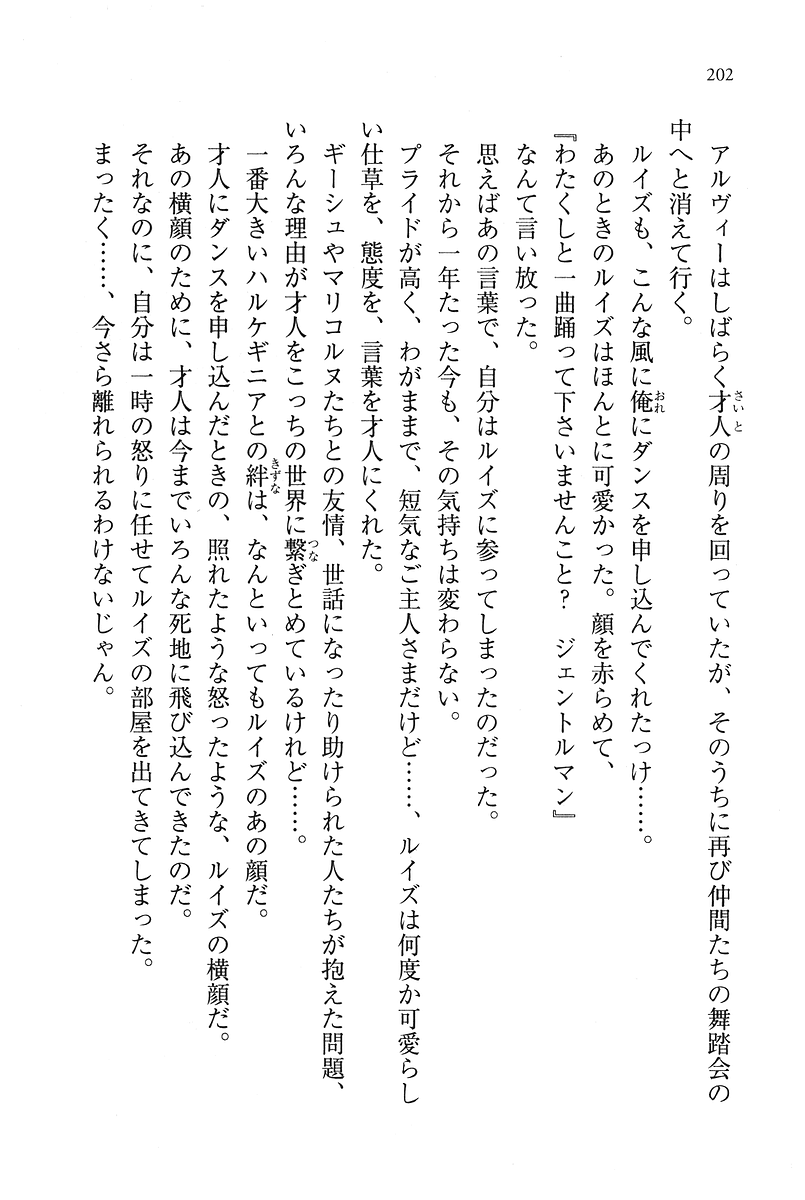 202
アルヴィーはしばらく才人の周りを回っていたが、そのうちに再び仲間たちの舞踏会の
中へと消えて行く。
ルイズも、こんな風に俺にダンスを申し込んでくれたっけ……。
あのときのルイズはほんとに可愛かった。顔を赤らめて、
『わたくしと一曲踊って下さいませんこと？　ジェントルマン』
なんて言い放った。
思えばあの言葉で、自分はルイズに参ってしまったのだった。
それから一年たった今も、その気持ちは変わらない。
プライドが高く、わがままで、短気なご主人さまだけど……、ルイズは何度か可愛らし
い仕草を、態度を、言葉を才人にくれた。
ギーシュやマリコルヌたちとの友情、世話になったり助けられた人たちが抱えた問題、
いろんな理由が才人をこっちの世界に繋ぎとめているけれど……。
一番大きいハルケギニアとの絆は、なんといってもルイズのあの顔だ。
才人にダンスを申し込んだときの、照れたような怒ったような、ルイズの横顔だ。
あの横顔のために、才人は今までいろんな死地に飛び込んできたのだ。
それなのに、自分は一時の怒りに任せてルイズの部屋を出てきてしまった。
まったく……、今さら離れられるわけないじゃん。